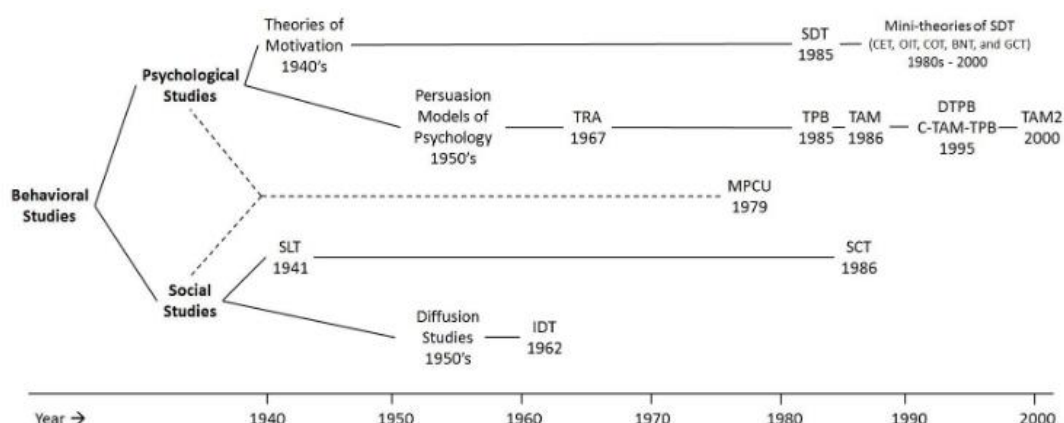 Theories of
Motivation
1940's
SDT
1985
Mini-theories of SDT
(CET, OIT, COT, BNT, and GCT)
1980s - 2000
Psychological
Studies
Persuasion
Models of
Psychology
1950's
TRA
1967
TPB
1985
TAM
1986
DTPB
C-TAM-TPB
1995
TAM2
2000
Behavioral
Studies
MPCU
1979
SLT
1941
SCT
1986
Social
Studies
Diffusion
Studies
1950's
IDT
1962
Year → 1940 1950 1960 1970 1980 1990 2000